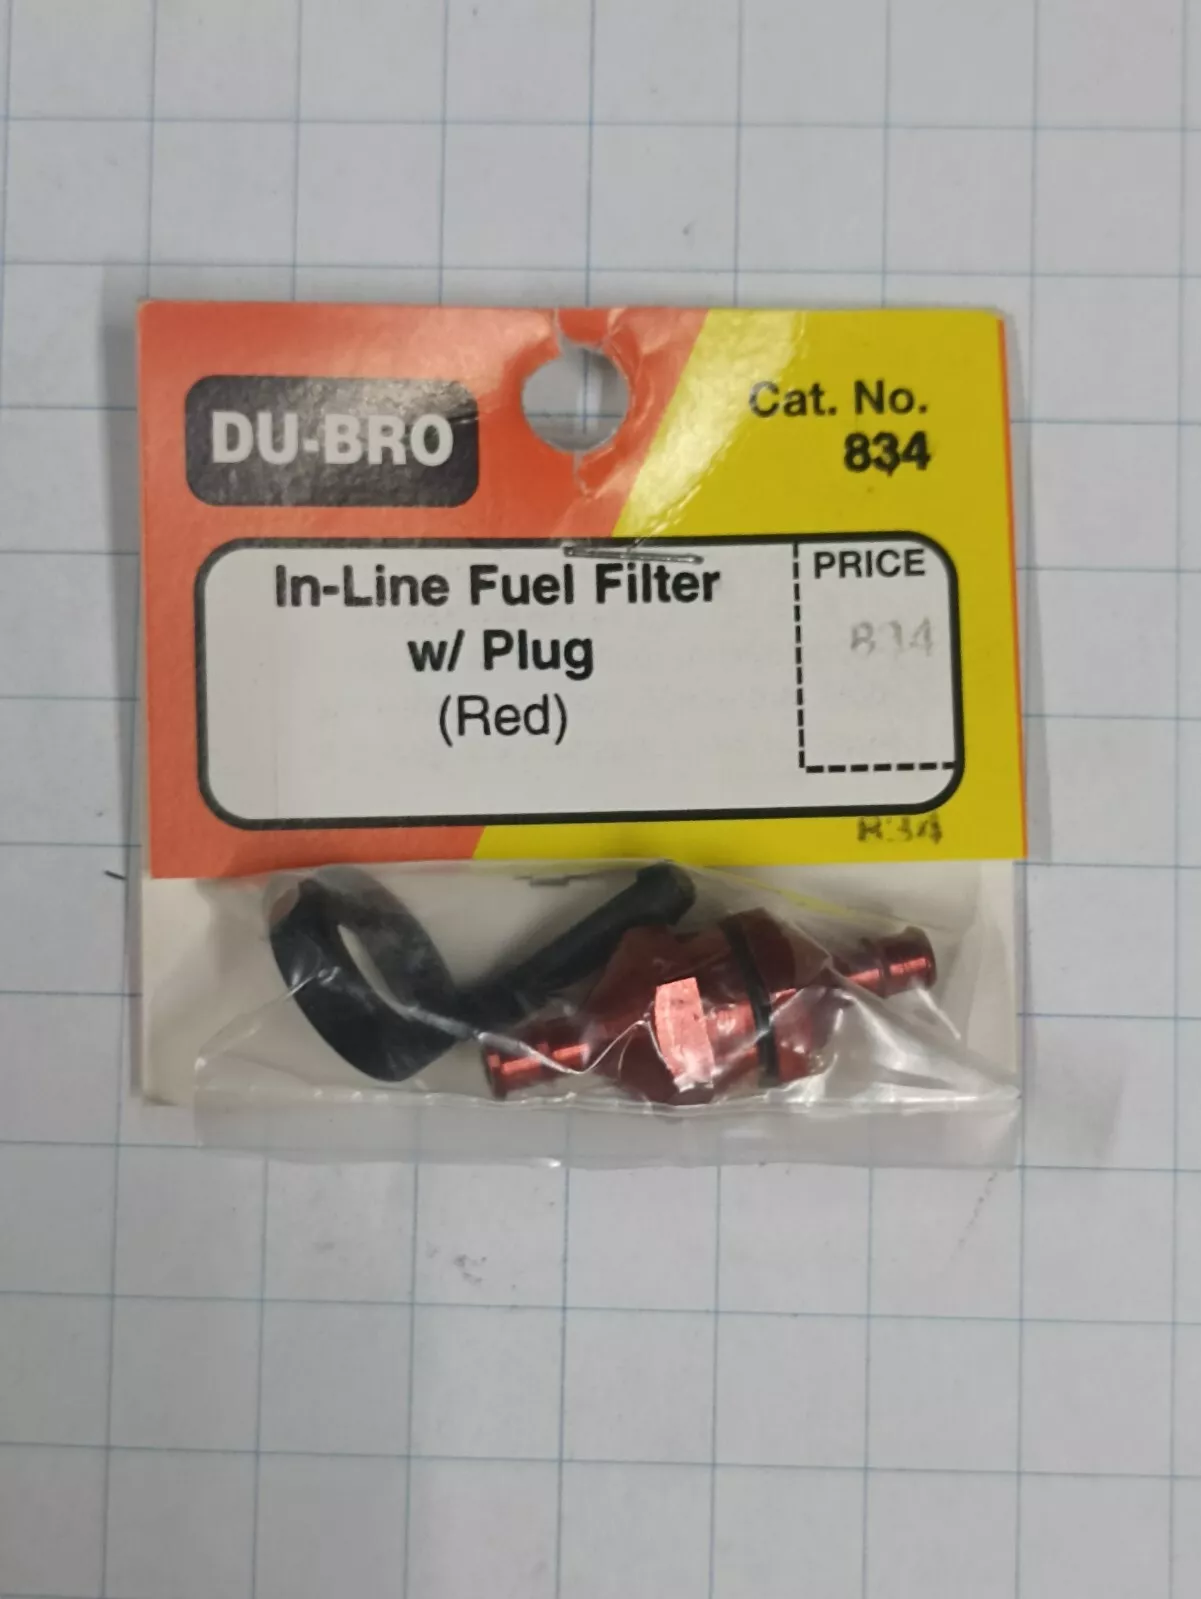 DU-BRO
Cat. No.
834
In-Line Fuel Filter
w/ Plug
(Red)
PRICE
834
834